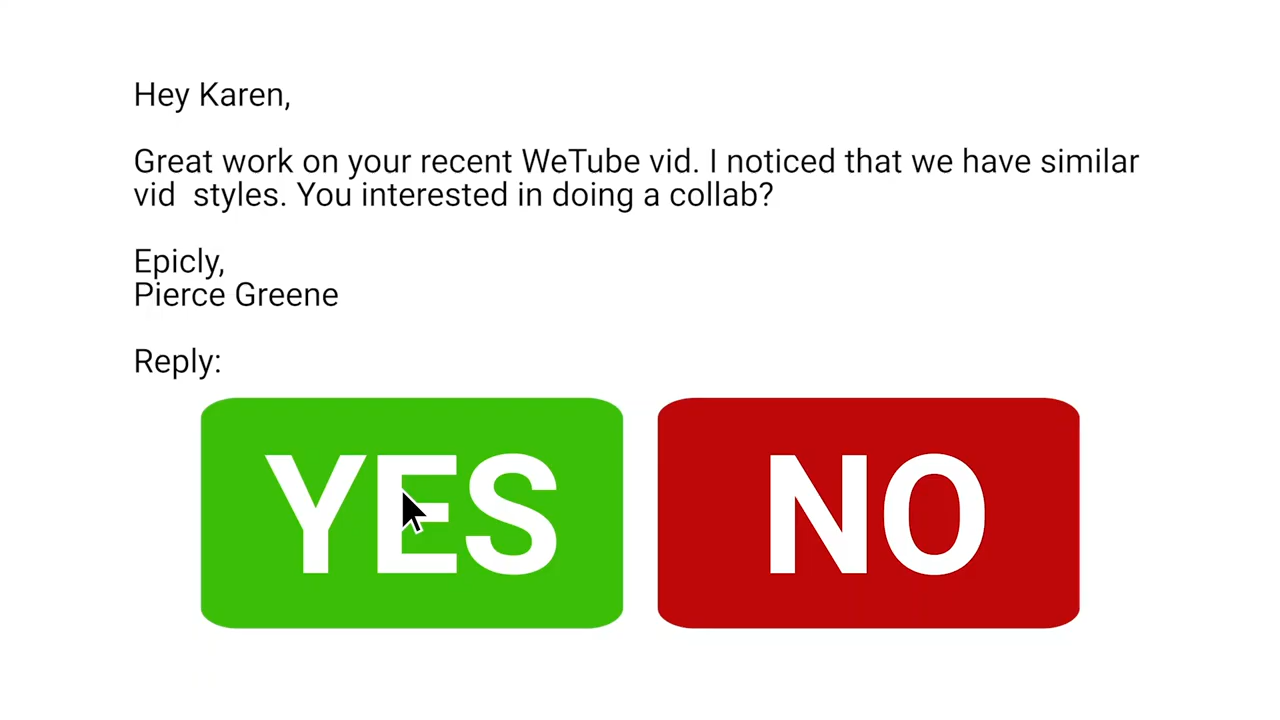 Hey Karen,
Great work on your recent WeTube vid. I noticed that we have similar
vid  styles. You interested in doing a collab?
Epicly,
Pierce Greene
Reply:
YES
NO